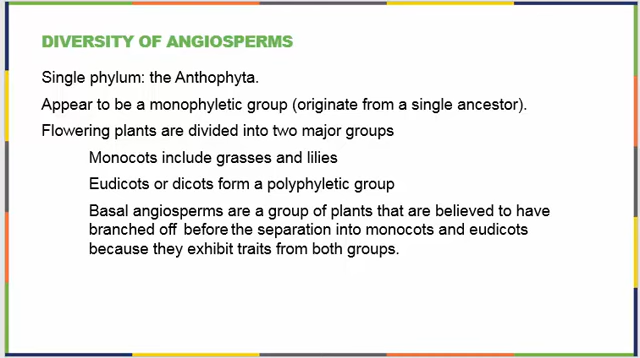 DIVERSITY OF ANGIOSPERMS
Single phylum: the Anthophyta.
Appear to be a monophyletic group (originate from a single ancestor).
Flowering plants are divided into two major groups
Monocots include grasses and lilies
Eudicots or dicots form a polyphyletic group
Basal angiosperms are a group of plants that are believed to have
branched off before the separation into monocots and eudicots
because they exhibit traits from both groups.